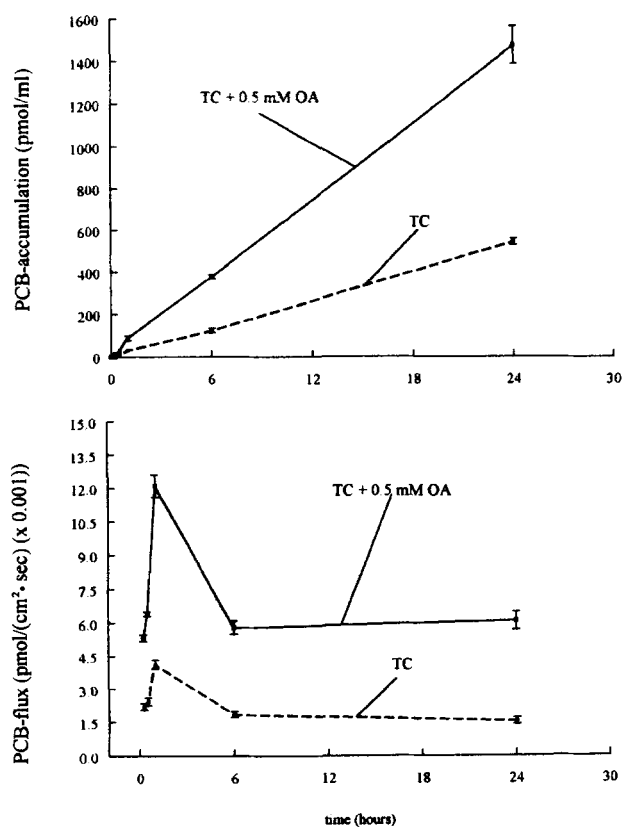 PCB-accumulation (pmol/ml)
1600
1400
1200
1000
800
600
400
200
0
TC + 0.5 mM OA
TC
0 6 12 18 24 30
PCB-flux (pmol/(cm²• sec) (x 0.001))
15.0
13.5
12.0
10.5
9.0
7.5
6.0
4.5
3.0
1.5
0.0
TC + 0.5 mM OA
TC
0 6 12 18 24 30
time (hours)